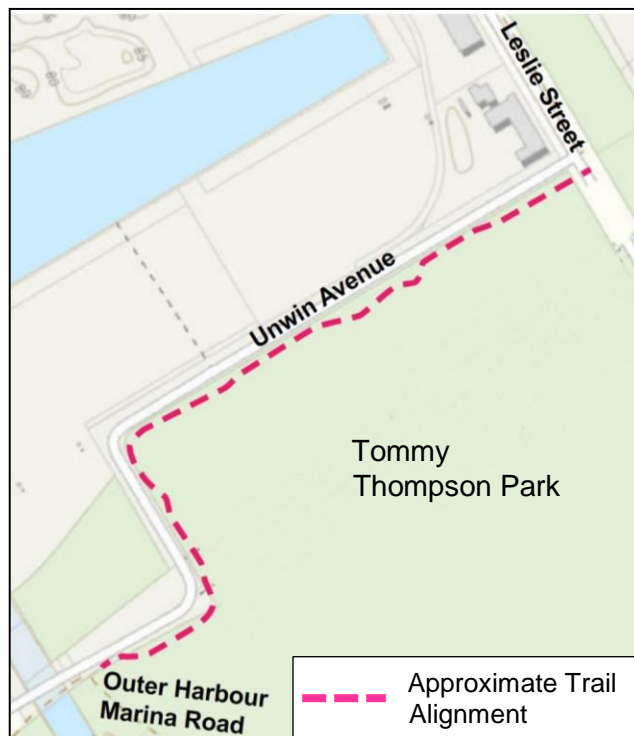 Leslie Street
Unwin Avenue
Tommy
Thompson Park
Outer Harbour
Marina Road
Approximate Trail
Alignment